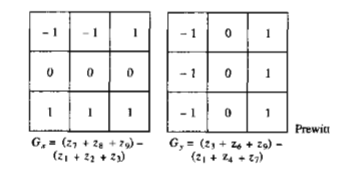 -1 -1 1 -1 0 1
0 0 0 -1 0 1
1 1 1 -1 0 1
Prewitt
Gx = (z7 + z8 + z9) – Gy = (z3 + z6 + z9) –
(z1 + z2 + z3) (z1 + z4 + z7)